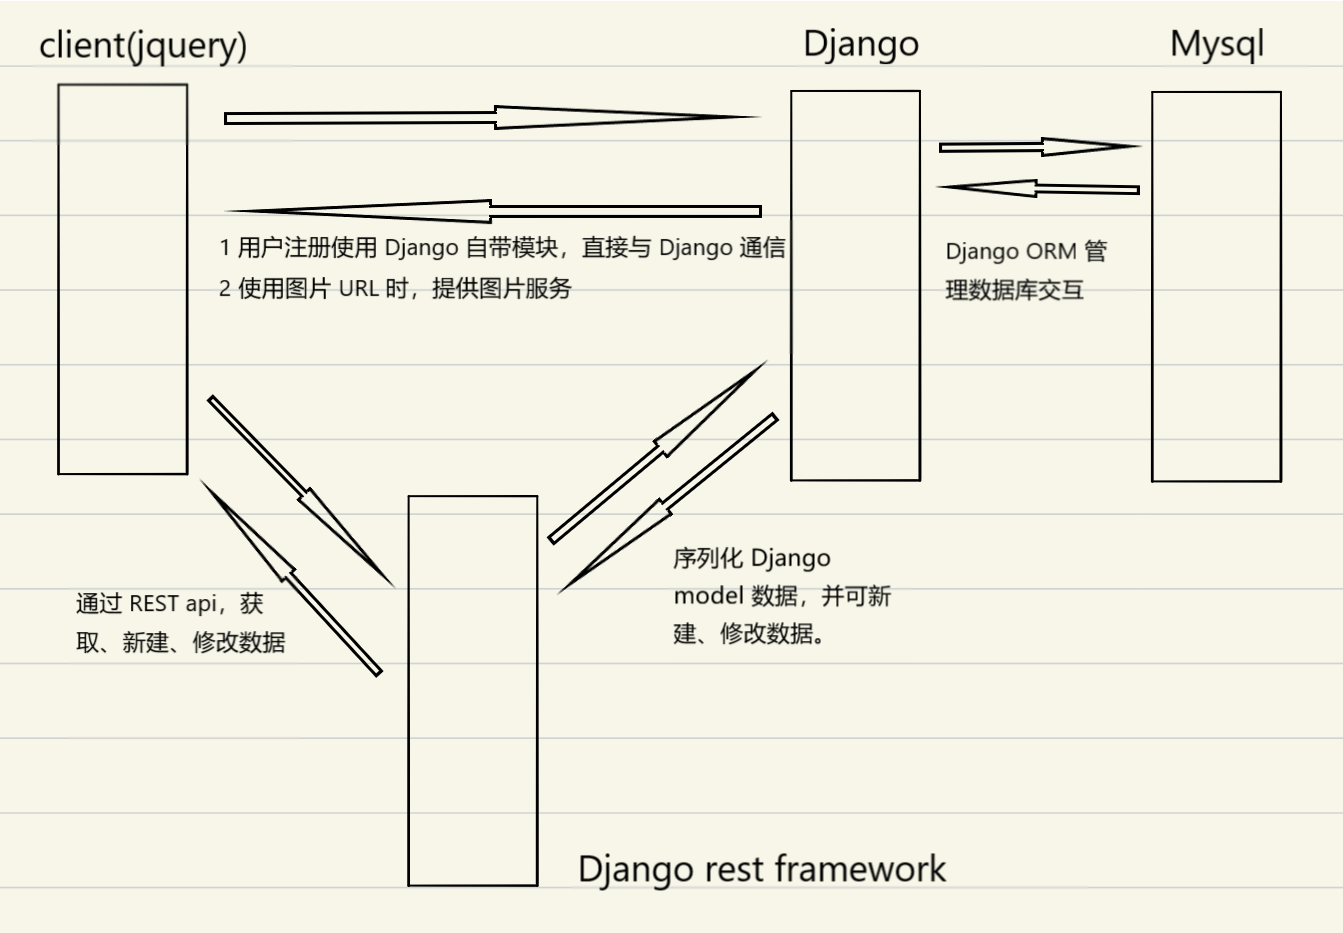 client(jquery)
Django
Mysql
1 用户注册使用 Django 自带模块，直接与 Django 通信
2 使用图片 URL 时，提供图片服务
Django ORM 管
理数据库交互
通过 REST api，获
取、新建、修改数据
序列化 Django
model 数据，并可新
建、修改数据。
Django rest framework